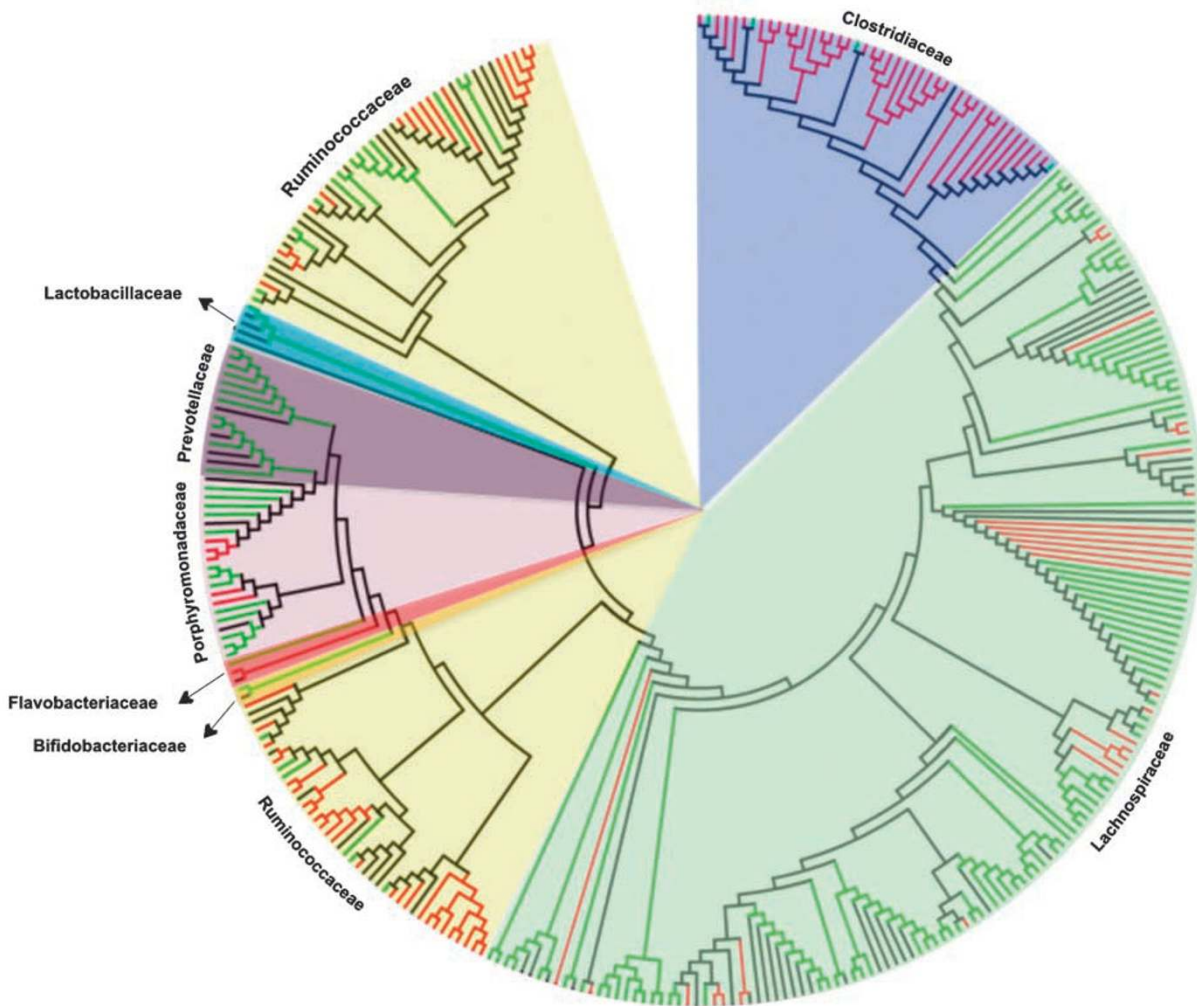 Clostridiaceae
Ruminococcaceae
Lactobacillaceae
Prevotellaceae
Porphyromonadaceae
Flavobacteriaceae
Bifidobacteriaceae
Ruminococcaceae
Lachnospiraceae